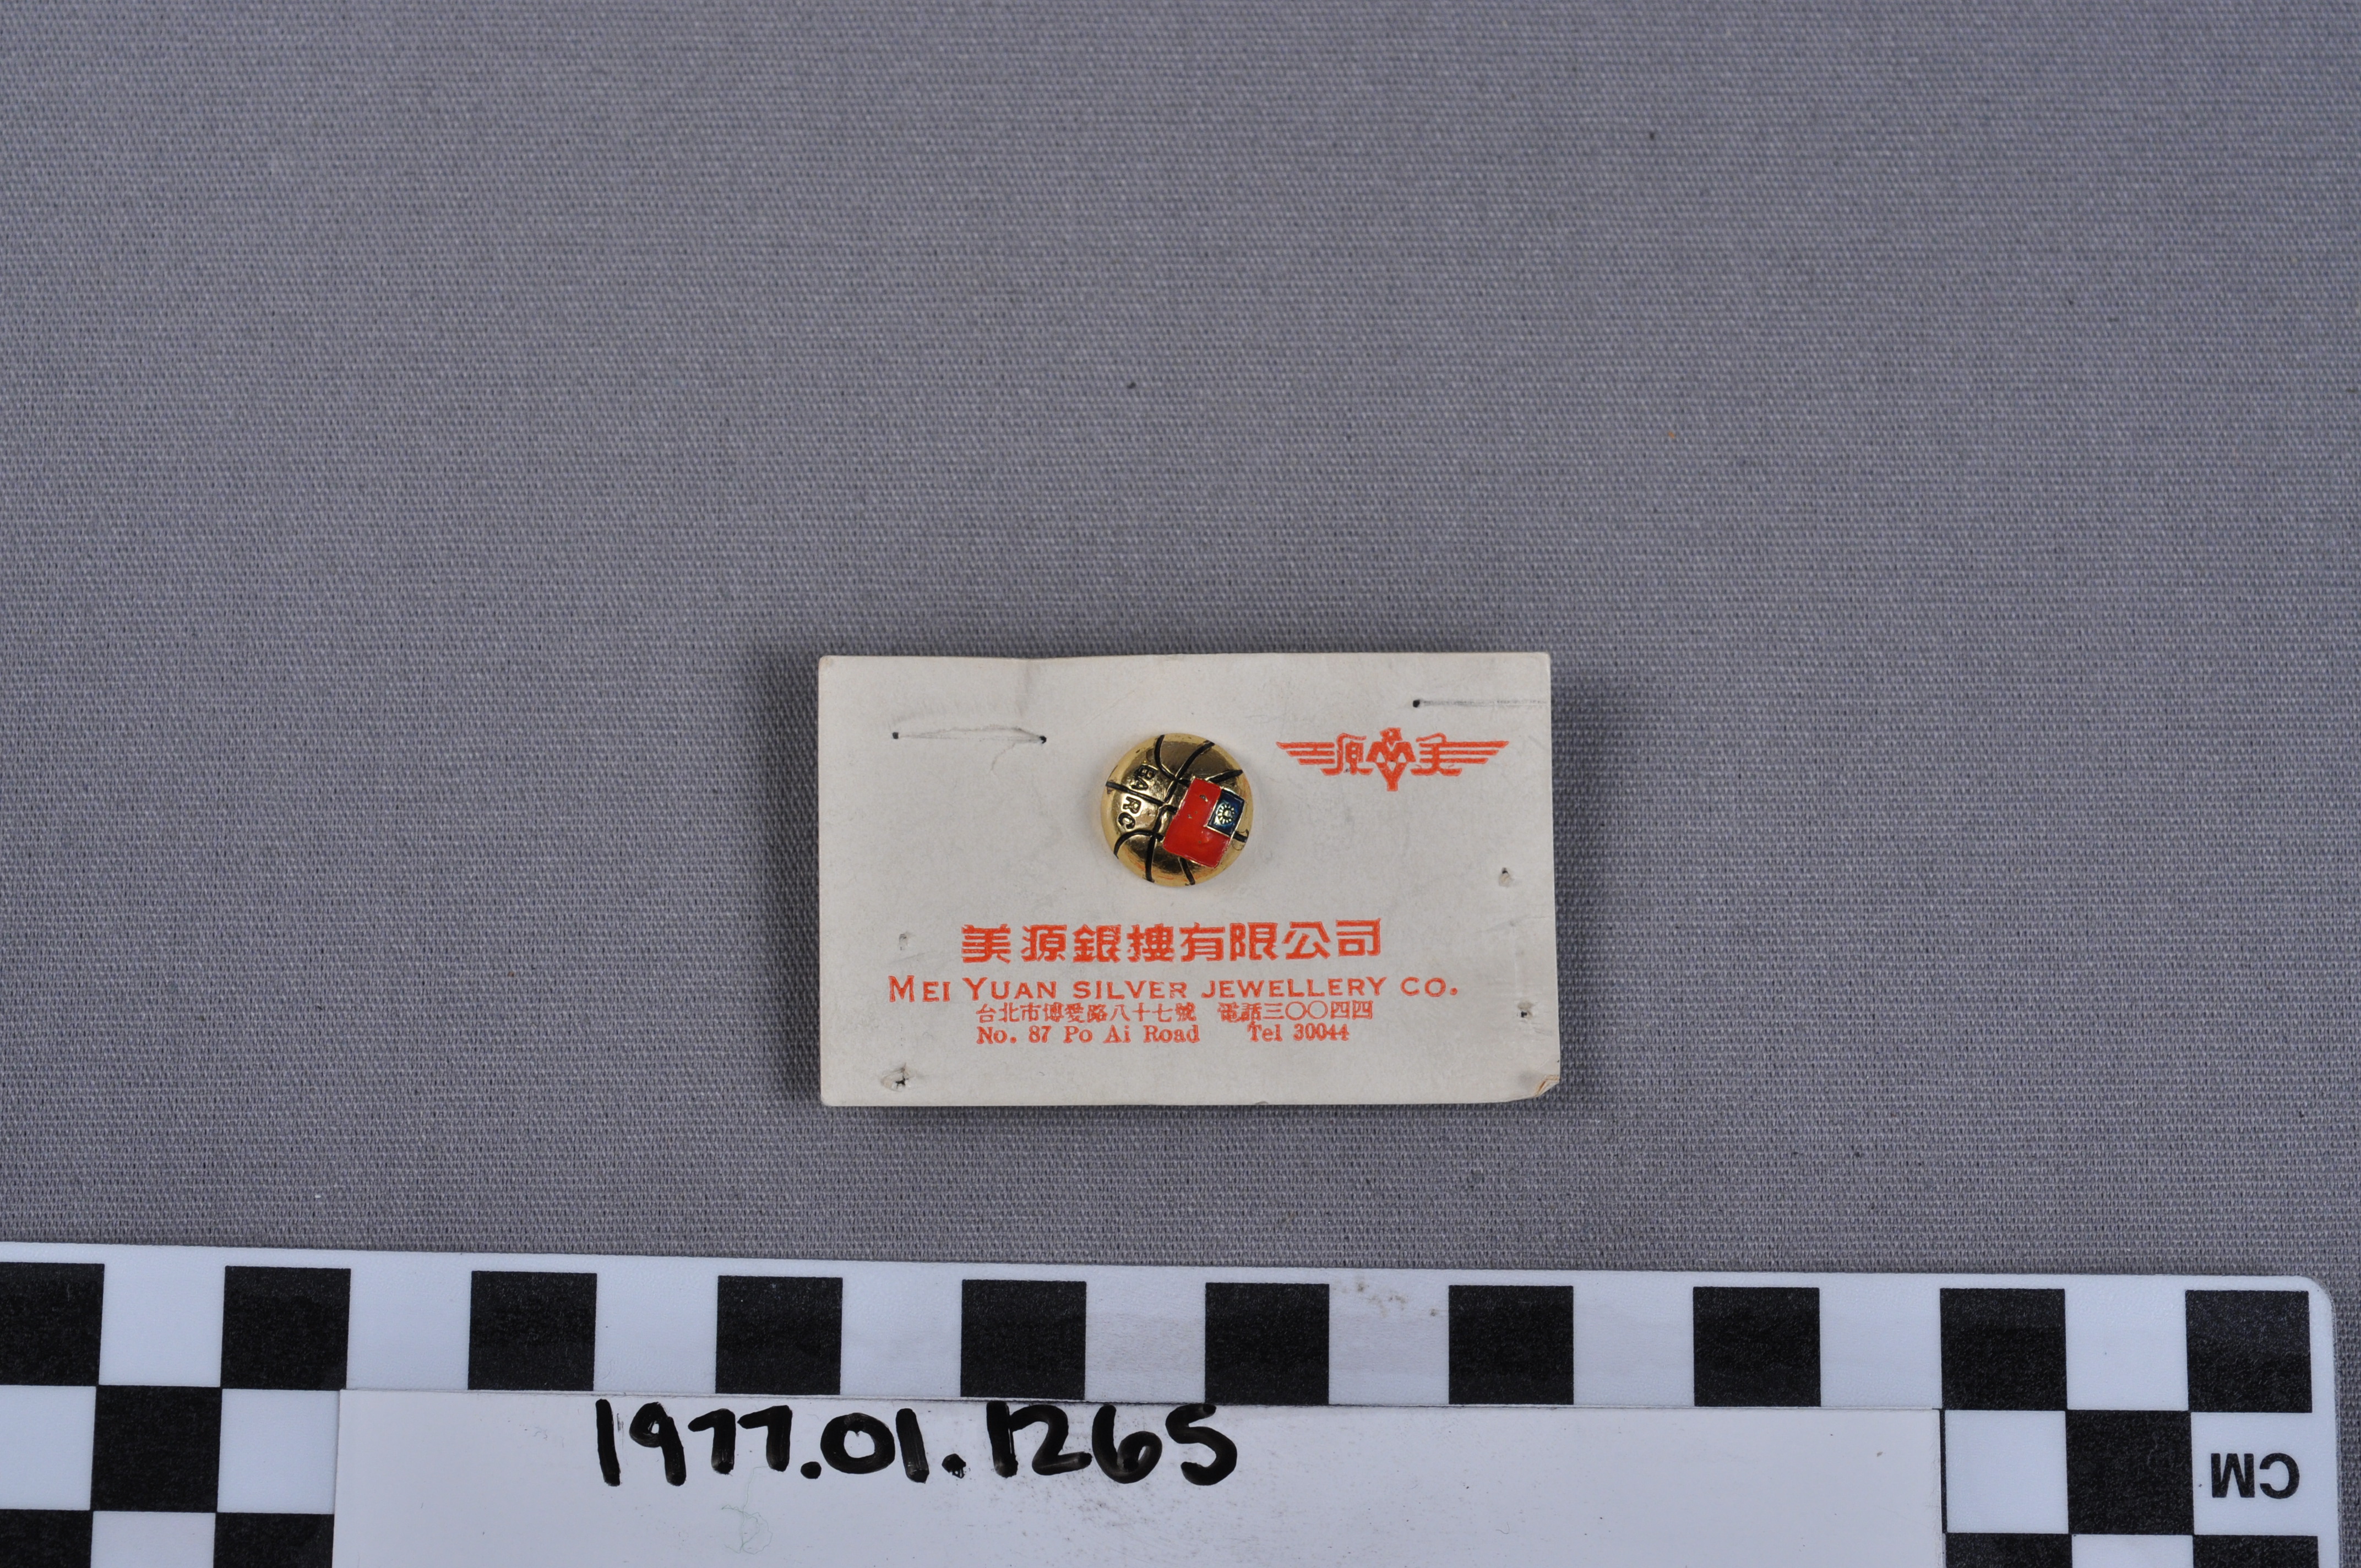 源 美
BARC
美源銀摟有限公司
MEI YUAN SILVER JEWELLERY CO.
台北市博愛路八十七號 電話三〇〇四四
No. 87 Po Ai Road Tel 30044
1977.01.1265
CM